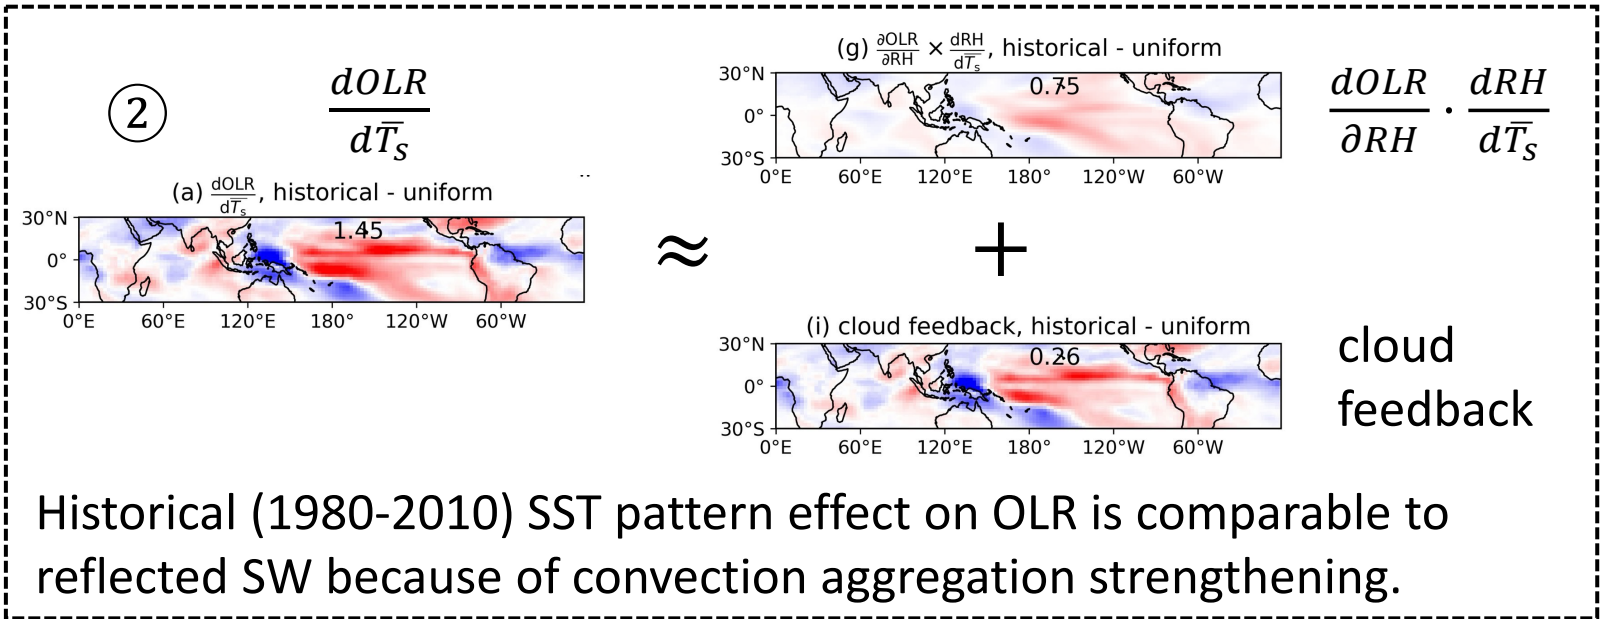 ②
dOLR
dT̅s
(a) dOLR/dT̅s, historical - uniform
1.45
30°N
0°
30°S
0°E 60°E 120°E 180° 120°W 60°W
≈
(g) ∂OLR/∂RH × dRH/dT̅s, historical - uniform
0.75
30°N
0°
30°S
0°E 60°E 120°E 180° 120°W 60°W
dOLR/∂RH · dRH/dT̅s
+
(i) cloud feedback, historical - uniform
0.26
30°N
0°
30°S
0°E 60°E 120°E 180° 120°W 60°W
cloud
feedback
Historical (1980-2010) SST pattern effect on OLR is comparable to
reflected SW because of convection aggregation strengthening.